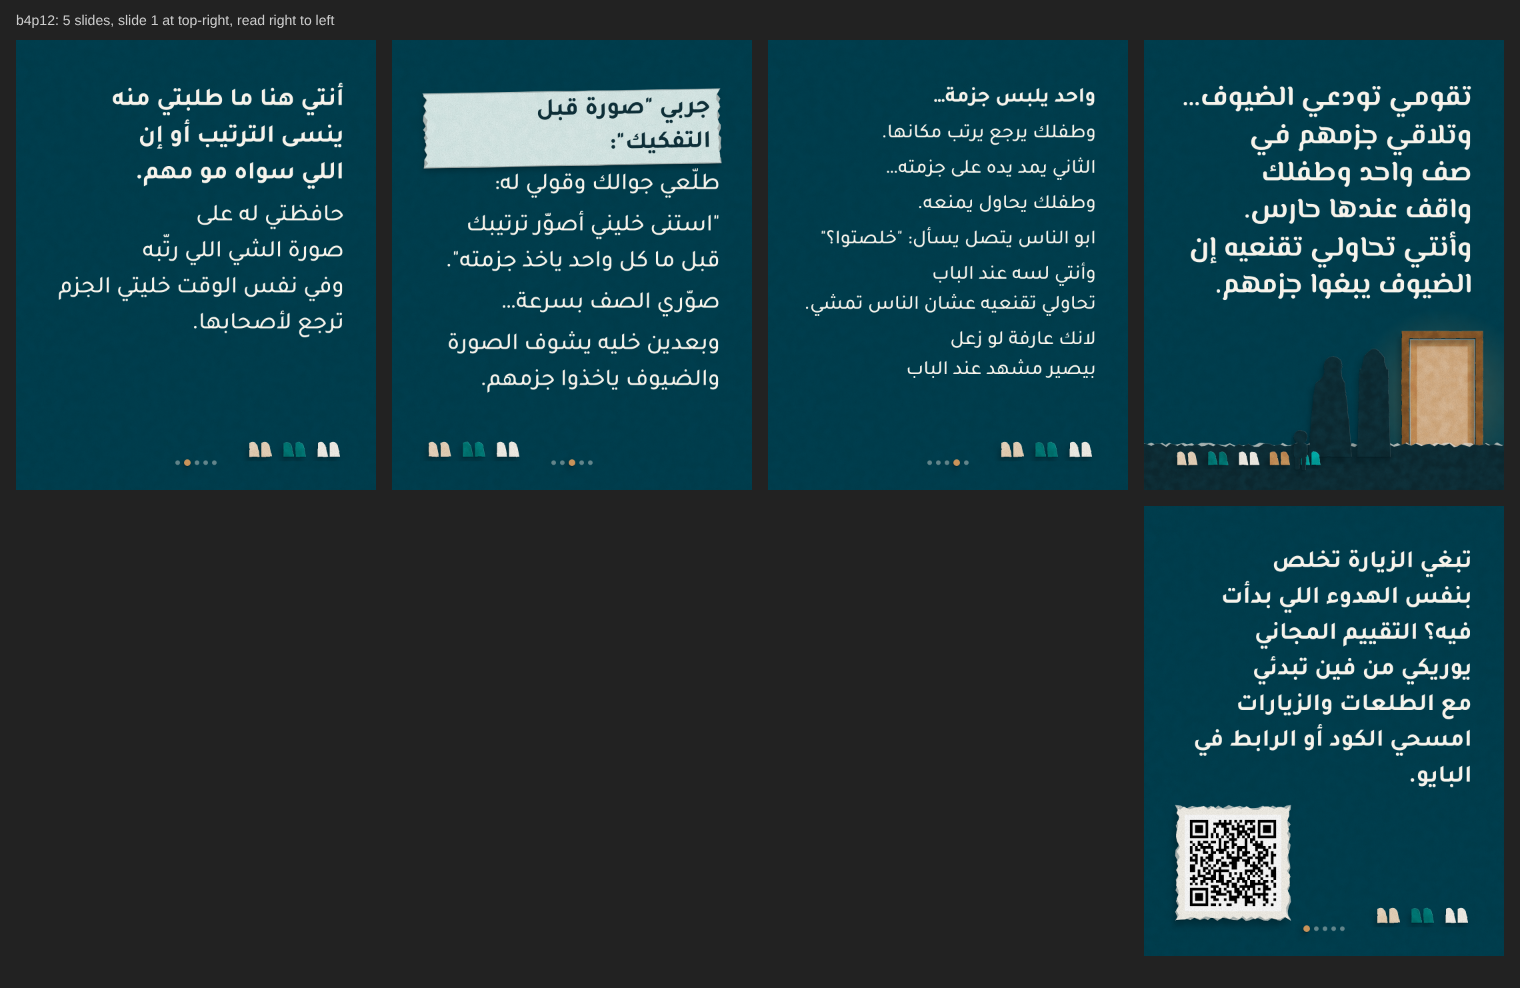 b4p12: 5 slides, slide 1 at top-right, read right to left
تقومي تودعي الضيوف...
وتلاقي جزمهم في
صف واحد وطفلك
واقف عندها حارس.
وأنتي تحاولي تقنعيه إن
الضيوف يبغوا جزمهم.
واحد يلبس جزمة...
وطفلك يرجع يرتب مكانها.
الثاني يمد يده على جزمته...
وطفلك يحاول يمنعه.
ابو الناس يتصل يسأل: "خلصتوا؟"
وأنتي لسه عند الباب
تحاولي تقنعيه عشان الناس تمشي.
لانك عارفة لو زعل
بيصير مشهد عند الباب
جربي "صورة قبل
التفكيك":
طلّعي جوالك وقولي له:
"استنى خليني أصوّر ترتيبك
قبل ما كل واحد ياخذ جزمته".
صوّري الصف بسرعة...
وبعدين خليه يشوف الصورة
والضيوف ياخذوا جزمهم.
أنتي هنا ما طلبتي منه
ينسى الترتيب أو إن
اللي سواه مو مهم.
حافظتي له على
صورة الشي اللي رتّبه
وفي نفس الوقت خليتي الجزم
ترجع لأصحابها.
تبغي الزيارة تخلص
بنفس الهدوء اللي بدأت
فيه؟ التقييم المجاني
يوريكي من فين تبدئي
مع الطلعات والزيارات
امسحي الكود أو الرابط في
البايو.